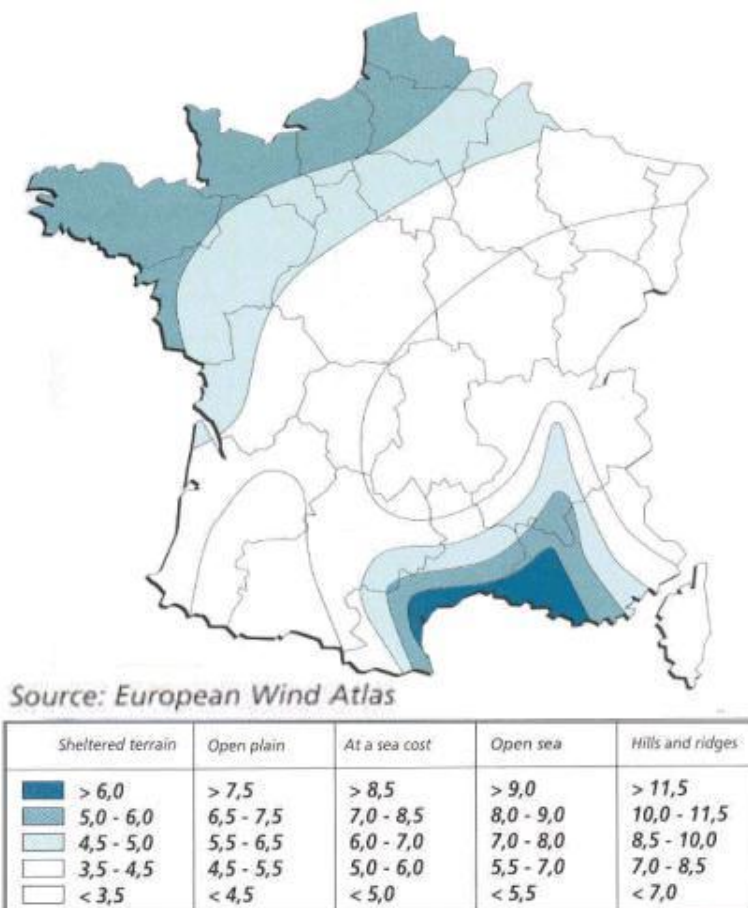 Source: European Wind Atlas
Sheltered terrain Open plain At a sea cost Open sea Hills and ridges
> 6,0 > 7,5 > 8,5 > 9,0 > 11,5
5,0 - 6,0 6,5 - 7,5 7,0 - 8,5 8,0 - 9,0 10,0 - 11,5
4,5 - 5,0 5,5 - 6,5 6,0 - 7,0 7,0 - 8,0 8,5 - 10,0
3,5 - 4,5 4,5 - 5,5 5,0 - 6,0 5,5 - 7,0 7,0 - 8,5
< 3,5 < 4,5 < 5,0 < 5,5 < 7,0